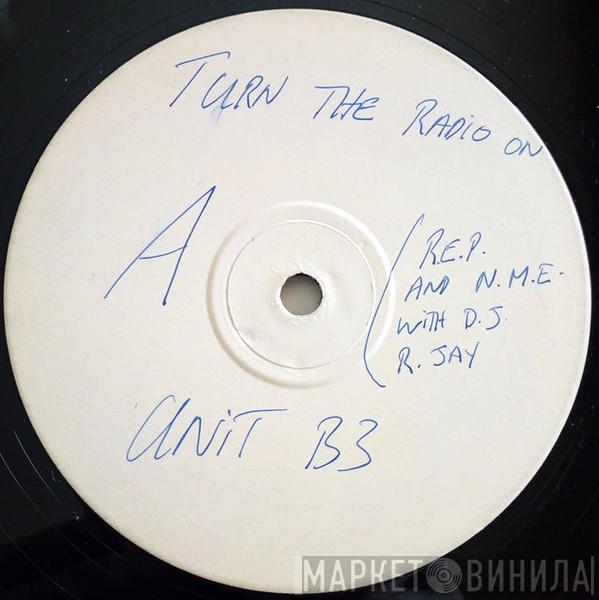 TURN THE RADIO ON
A
(R.E.P.
AND N.M.E.
WITH D.J.
R. JAY
UNIT B3
МАРКЕТ ВИНИЛА